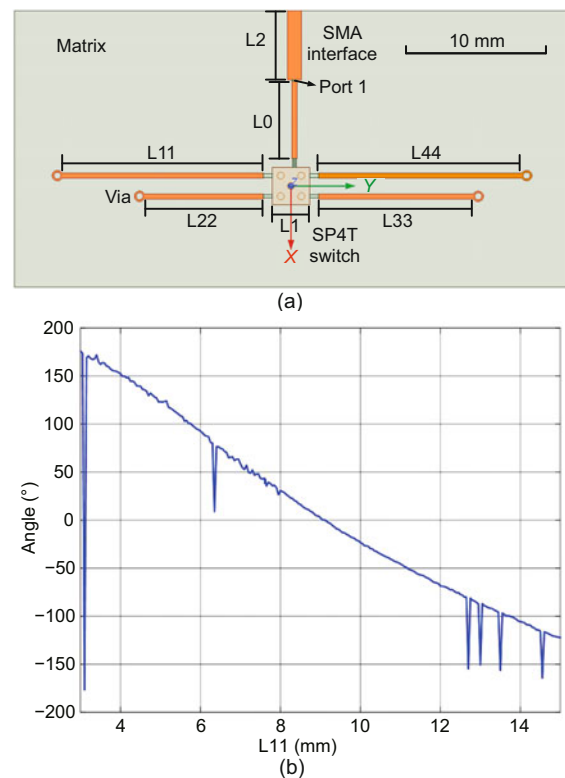 Matrix
L2
SMA
interface
10 mm
Port 1
L0
L11
L44
Y
Via
L22
L1
L33
X
SP4T
switch
(a)
200
150
100
50
0
−50
−100
−150
−200
Angle (°)
4 6 8 10 12 14
L11 (mm)
(b)